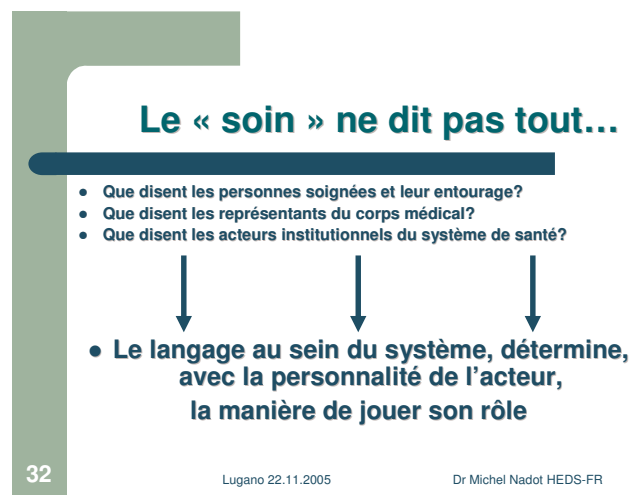 Le « soin » ne dit pas tout…
● Que disent les personnes soignées et leur entourage?
● Que disent les représentants du corps médical?
● Que disent les acteurs institutionnels du système de santé?
● Le langage au sein du système, détermine,
avec la personnalité de l'acteur,
la manière de jouer son rôle
32
Lugano 22.11.2005
Dr Michel Nadot HEDS-FR